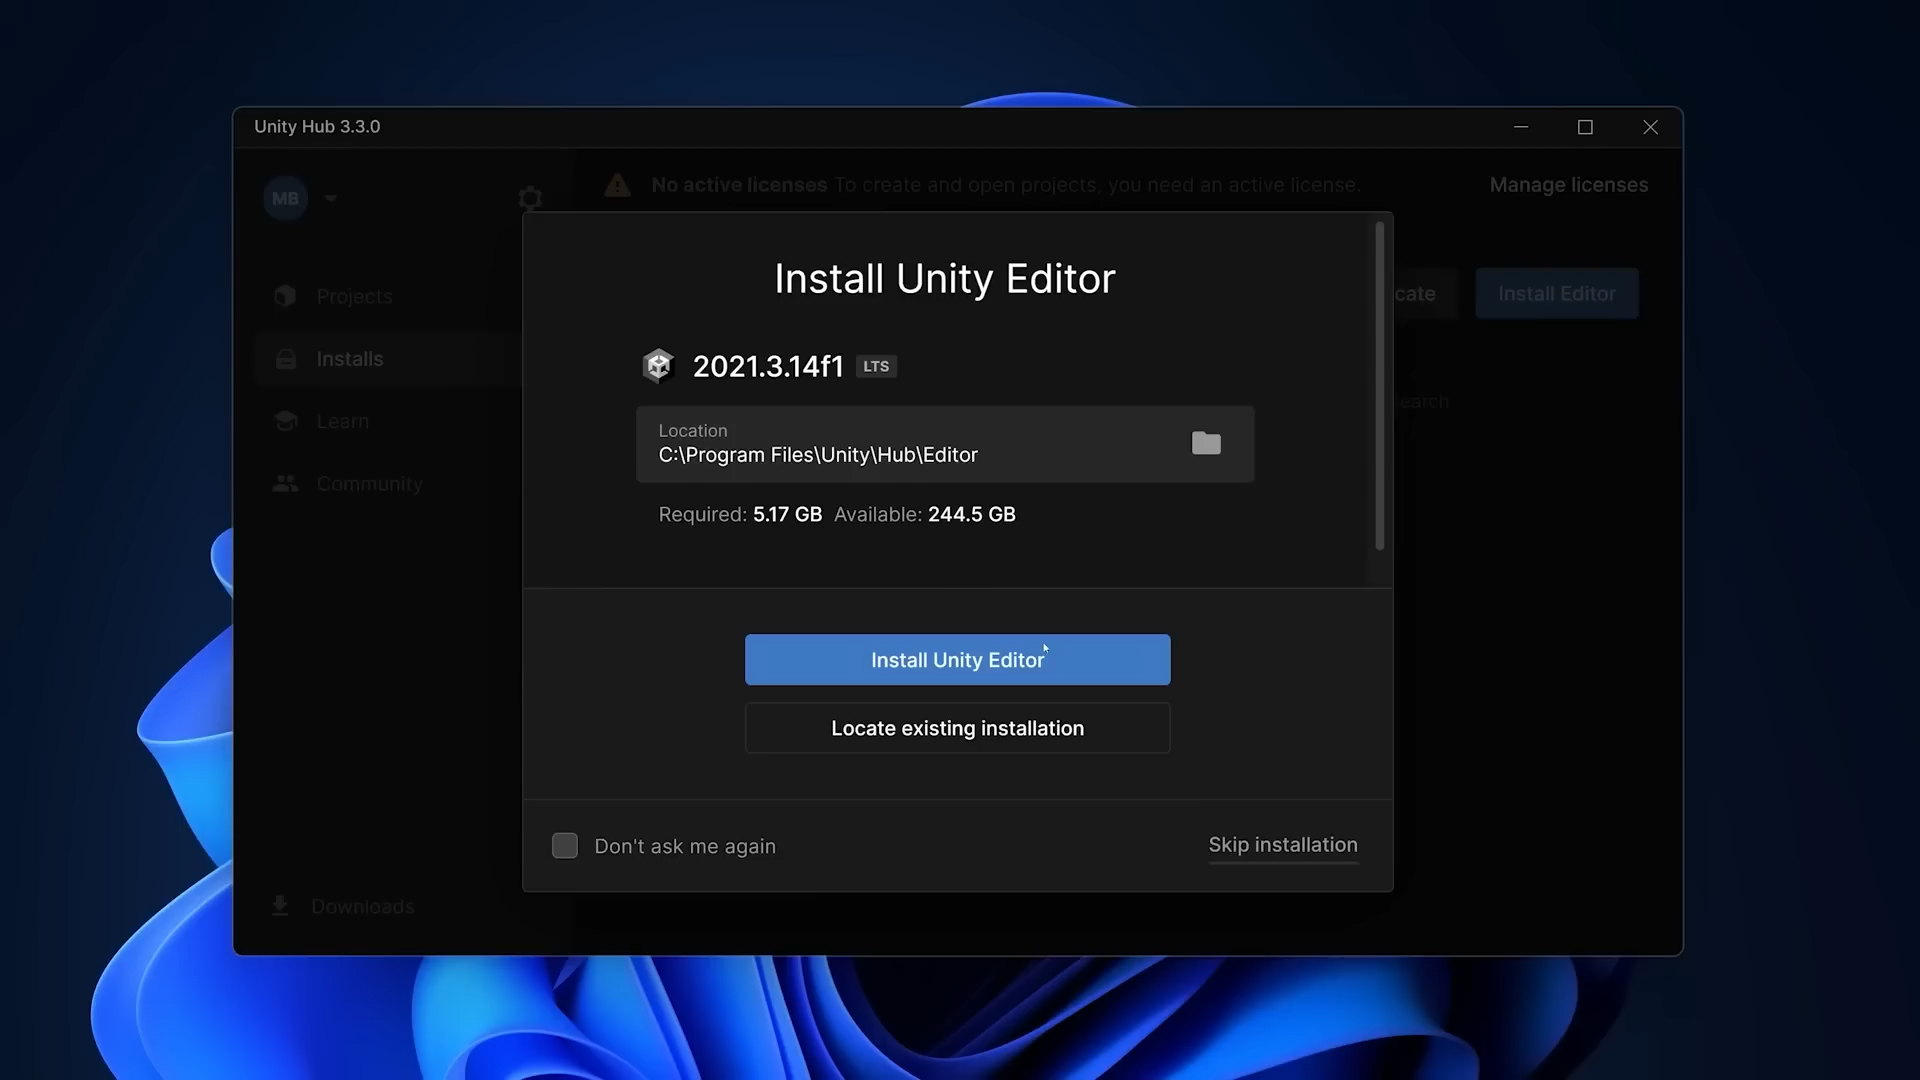 Unity Hub 3.3.0
MB
No active licenses To create and open projects, you need an active license.
Manage licenses
Install Unity Editor
Projects
cate
Install Editor
Installs
2021.3.14f1 LTS
earch
Learn
Location
C:\Program Files\Unity\Hub\Editor
Community
Required: 5.17 GB Available: 244.5 GB
Install Unity Editor
Locate existing installation
Don't ask me again
Skip installation
Downloads